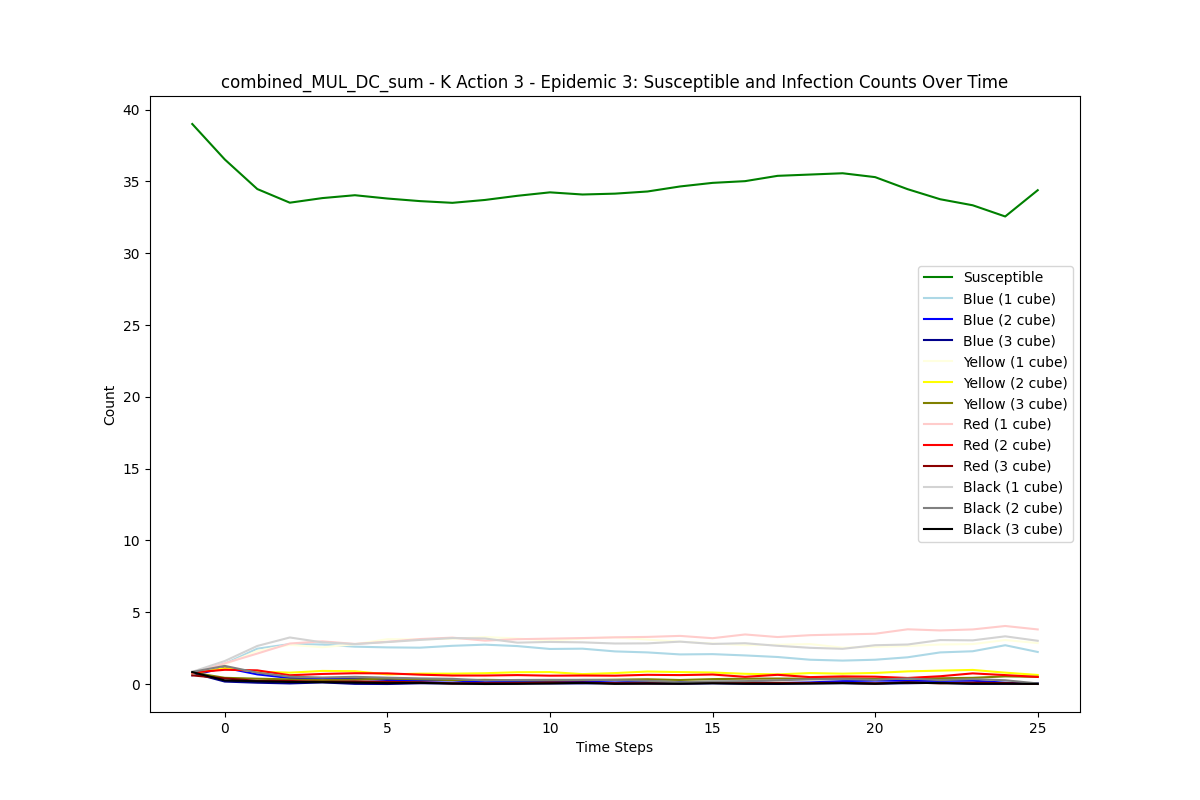 combined_MUL_DC_sum - K Action 3 - Epidemic 3: Susceptible and Infection Counts Over Time
40
35
30
25
20
15
10
5
0
Count
Susceptible
Blue (1 cube)
Blue (2 cube)
Blue (3 cube)
Yellow (1 cube)
Yellow (2 cube)
Yellow (3 cube)
Red (1 cube)
Red (2 cube)
Red (3 cube)
Black (1 cube)
Black (2 cube)
Black (3 cube)
0 5 10 15 20 25
Time Steps